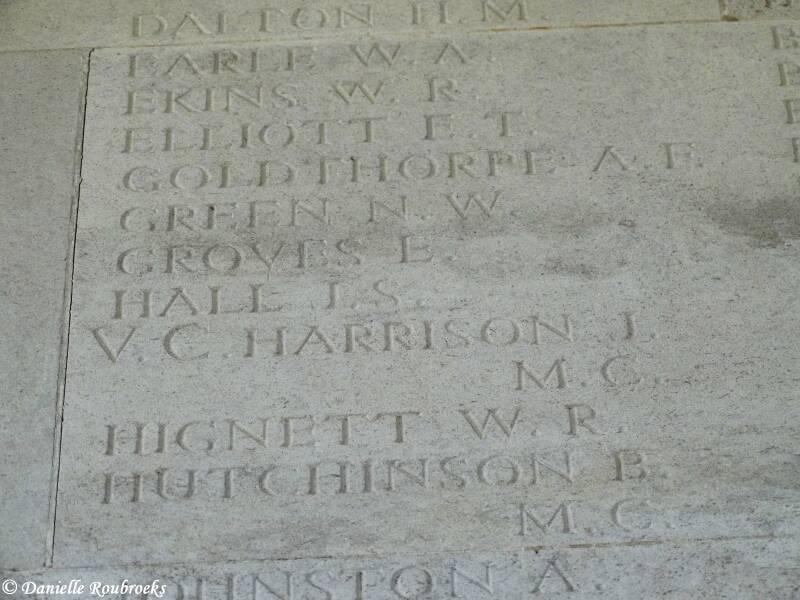 DALTON H.M.
EARLE W. A.
EKINS W. R.
ELLIOTT E. T.
GOLDTHORPE A. F.
GREEN N. W.
GROVES E.
HALL J.S.
V. C. HARRISON J.
M. C.
HIGNETT W. R.
HUTCHINSON B.
M. C.
JOHNSTON A.
© Danielle Roubroeks